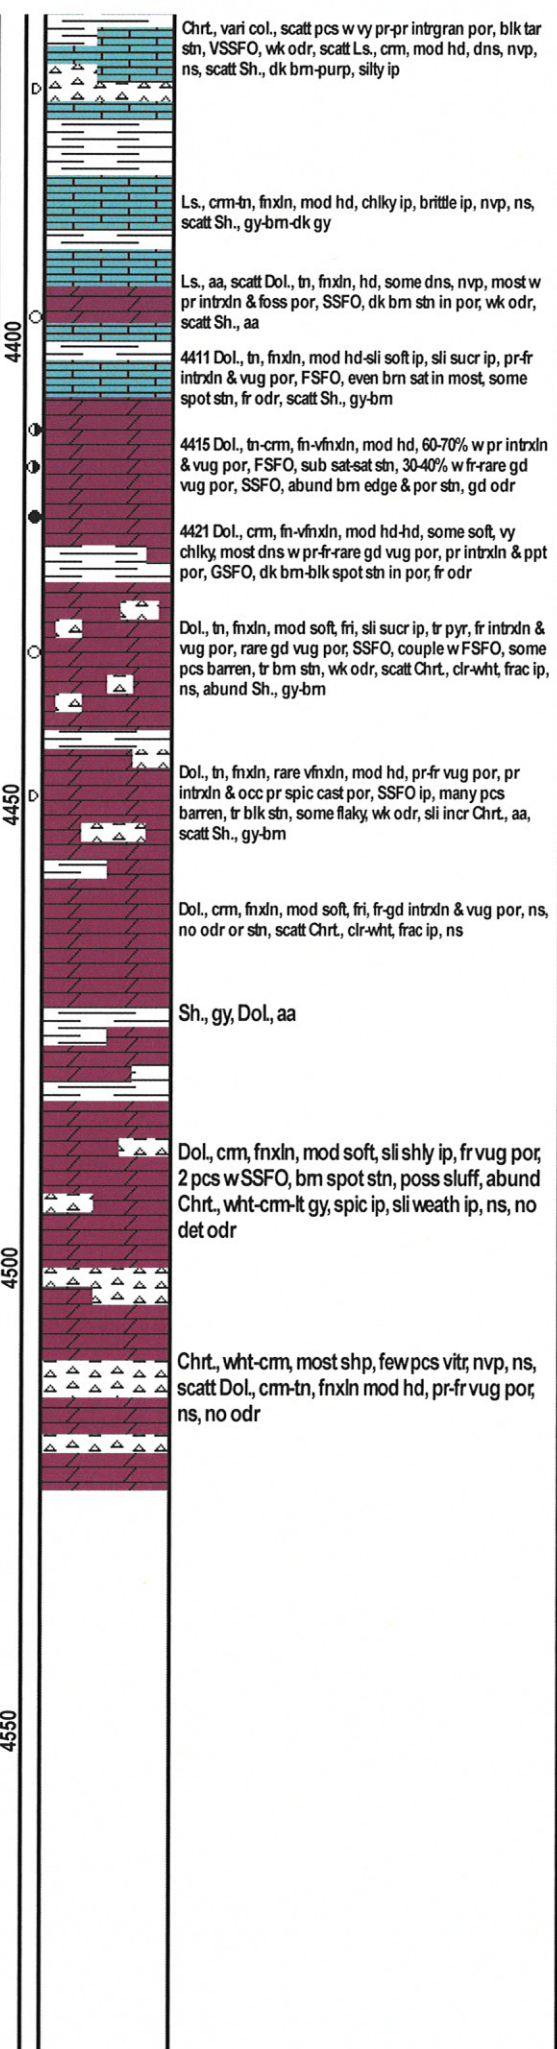 Chrt., vari col., scatt pcs w vy pr-pr intrgran por, blk tar
stn, VSSFO, wk odr, scatt Ls., crm, mod hd, dns, nvp,
ns, scatt Sh., dk brn-purp, silty ip
Ls., crm-tn, fnxln, mod hd, chlky ip, brittle ip, nvp, ns,
scatt Sh., gy-brn-dk gy
Ls., aa, scatt Dol., tn, fnxln, hd, some dns, nvp, most w
pr intrxln & foss por, SSFO, dk brn stn in por, wk odr,
scatt Sh., aa
4400
4411 Dol., tn, fnxln, mod hd-sli soft ip, sli sucr ip, pr-fr
intrxln & vug por, FSFO, even brn sat in most, some
spot stn, fr odr, scatt Sh., gy-brn
4415 Dol., tn-crm, fn-vfnxln, mod hd, 60-70% w pr intrxln
& vug por, FSFO, sub sat-sat stn, 30-40% w fr-rare gd
vug por, SSFO, abund brn edge & por stn, gd odr
4421 Dol., crm, fn-vfnxln, mod hd-hd, some soft, vy
chlky, most dns w pr-fr-rare gd vug por, pr intrxln & ppt
por, GSFO, dk brn-blk spot stn in por, fr odr
Dol., tn, fnxln, mod soft, fri, sli sucr ip, tr pyr, fr intrxln &
vug por, rare gd vug por, SSFO, couple w FSFO, some
pcs barren, tr brn stn, wk odr, scatt Chrt., clr-wht, frac ip,
ns, abund Sh., gy-brn
4450
Dol., tn, fnxln, rare vfnxln, mod hd, pr-fr vug por, pr
intrxln & occ pr spic cast por, SSFO ip, many pcs
barren, tr blk stn, some flaky, wk odr, sli incr Chrt., aa,
scatt Sh., gy-brn
Dol., crm, fnxln, mod soft, fri, fr-gd intrxln & vug por, ns,
no odr or stn, scatt Chrt., clr-wht, frac ip, ns
Sh., gy, Dol., aa
Dol., crm, fnxln, mod soft, sli shly ip, fr vug por,
2 pcs w SSFO, brn spot stn, poss sluff, abund
Chrt., wht-crm-lt gy, spic ip, sli weath ip, ns, no
det odr
4500
Chrt., wht-crm, most shp, few pcs vitr, nvp, ns,
scatt Dol., crm-tn, fnxln mod hd, pr-fr vug por,
ns, no odr
4550